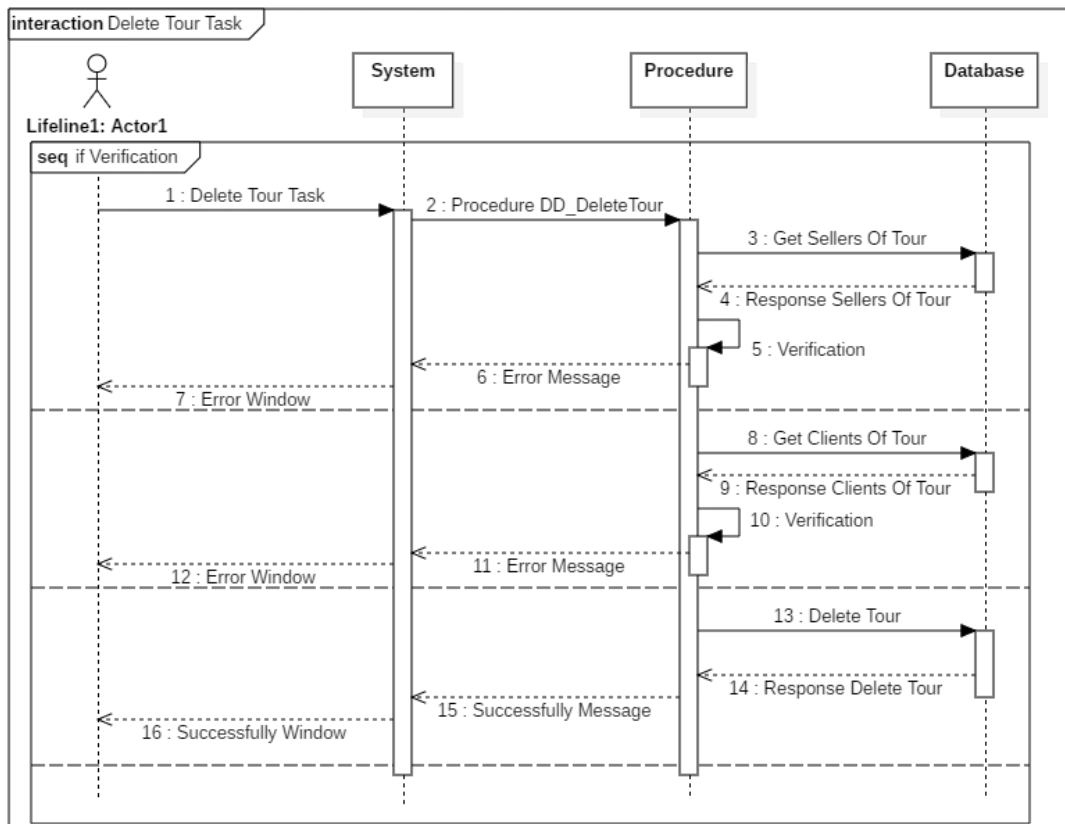 interaction Delete Tour Task
System
Procedure
Database
Lifeline1: Actor1
seq if Verification
1 : Delete Tour Task
2 : Procedure DD_DeleteTour
3 : Get Sellers Of Tour
4 : Response Sellers Of Tour
5 : Verification
6 : Error Message
7 : Error Window
8 : Get Clients Of Tour
9 : Response Clients Of Tour
10 : Verification
11 : Error Message
12 : Error Window
13 : Delete Tour
14 : Response Delete Tour
15 : Successfully Message
16 : Successfully Window